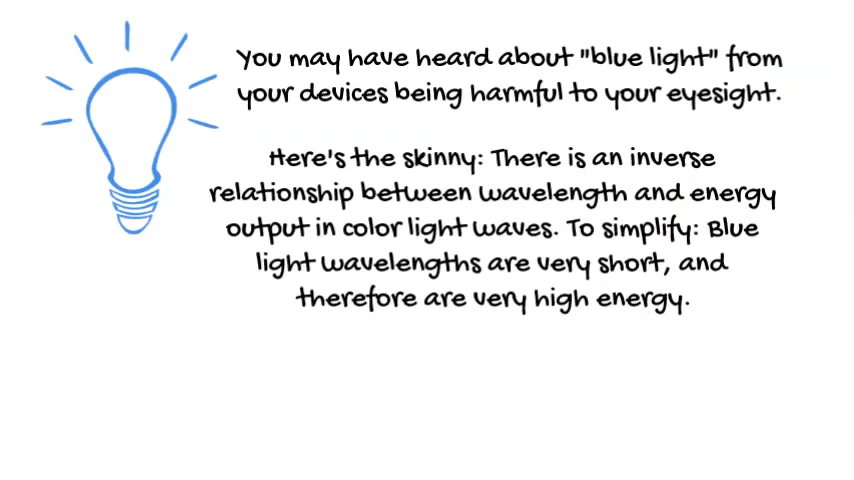 You may have heard about "blue light" from
your devices being harmful to your eyesight.
Here's the skinny: There is an inverse
relationship between wavelength and energy
output in color light waves. To simplify: Blue
light wavelengths are very short, and
therefore are very high energy.